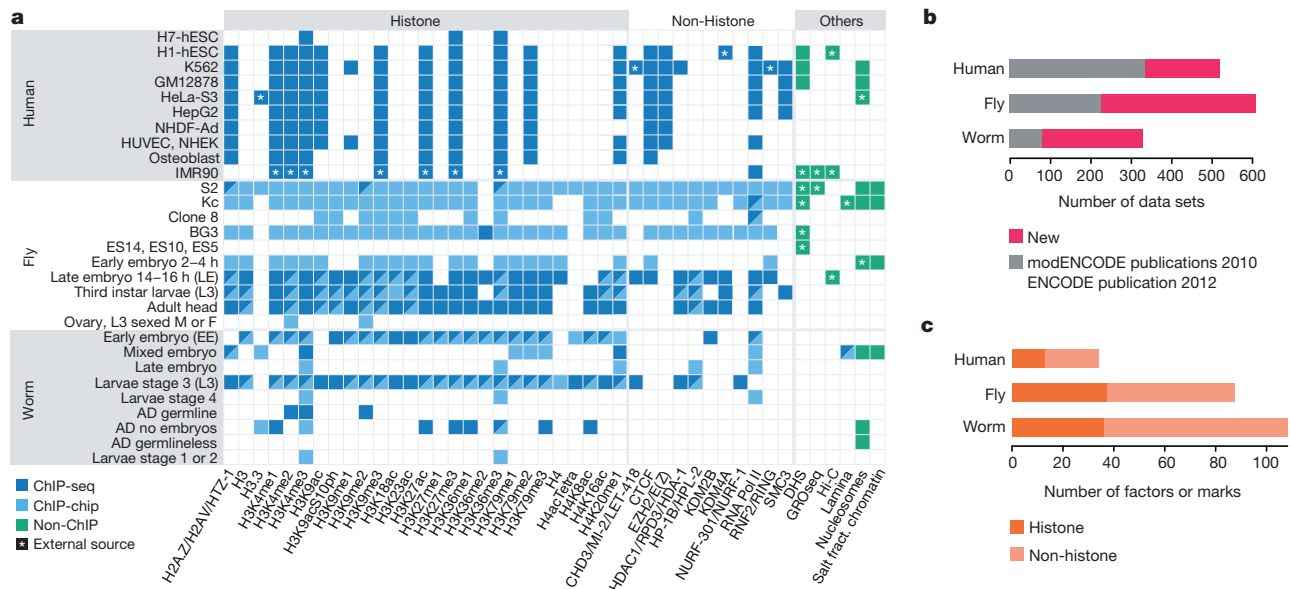 a
Histone
Non-Histone
Others
Human
H7-hESC
H1-hESC
K562
GM12878
HeLa-S3
HepG2
NHDF-Ad
HUVEC, NHEK
Osteoblast
IMR90
Fly
S2
Kc
Clone 8
BG3
ES14, ES10, ES5
Early embryo 2–4 h
Late embryo 14–16 h (LE)
Third instar larvae (L3)
Adult head
Ovary, L3 sexed M or F
Worm
Early embryo (EE)
Mixed embryo
Late embryo
Larvae stage 3 (L3)
Larvae stage 4
AD germline
AD no embryos
AD germlineless
Larvae stage 1 or 2
H2A.Z/H2AV/HTZ-1
H3
H3.3
H3K4me1
H3K4me2
H3K4me3
H3K9ac
H3K9acS10ph
H3K9me1
H3K9me2
H3K9me3
H3K18ac
H3K23ac
H3K27ac
H3K27me1
H3K27me3
H3K36me1
H3K36me2
H3K36me3
H3K79me1
H3K79me2
H3K79me3
H4
H4acTetra
H4K8ac
H4K16ac
H4K20me1
CHD3/MI-2/LET-418
CTCF
EZH2/E(Z)
HDAC1/RPD3/HDA-1
HP-1B/HPL-2
KDM2B
KDM4A
NURF-301/NURF-1
RNA Pol II
RNF2/RING
SMC3
DHS
GROseq
Hi-C
Lamina
Nucleosomes
Salt fract. chromatin
ChIP-seq
ChIP-chip
Non-ChIP
* External source
b
Human
Fly
Worm
0 100 200 300 400 500 600
Number of data sets
New
modENCODE publications 2010
ENCODE publication 2012
c
Human
Fly
Worm
0 20 40 60 80 100
Number of factors or marks
Histone
Non-histone